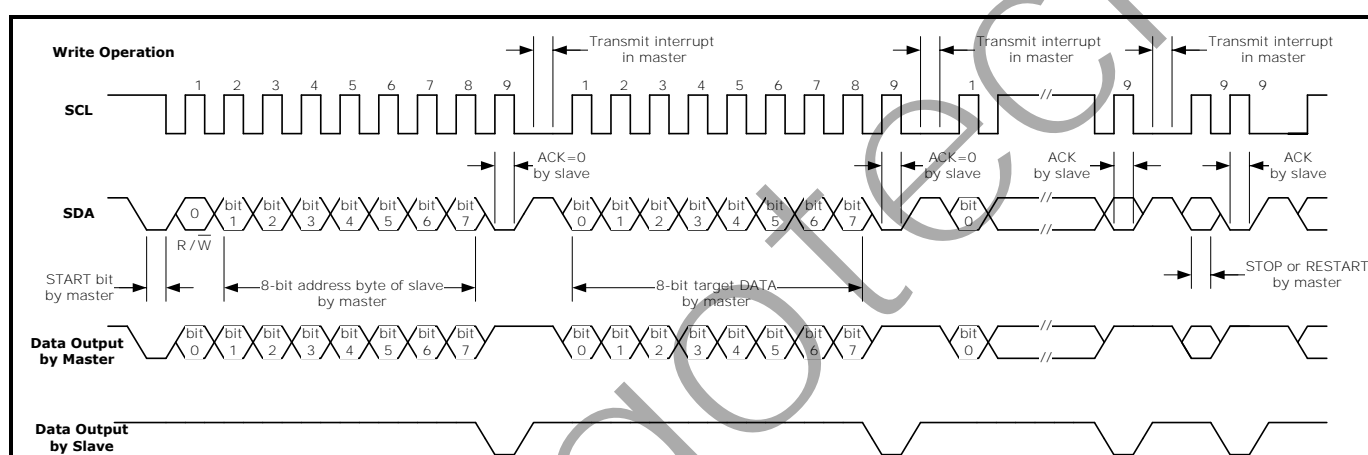 Write Operation
Transmit interrupt
in master
Transmit interrupt
in master
Transmit interrupt
in master
SCL
1 2 3 4 5 6 7 8 9 1 2 3 4 5 6 7 8 9 1 9 9 9
//
ACK=0
by slave
ACK=0
by slave
ACK
by slave
ACK
by slave
SDA
0 bit 1 bit 2 bit 3 bit 4 bit 5 bit 6 bit 7 bit 0 bit 1 bit 2 bit 3 bit 4 bit 5 bit 6 bit 7 bit 0
//
//
R/W̅
START bit
by master
8-bit address byte of slave
by master
8-bit target DATA
by master
STOP or RESTART
by master
Data Output
by Master
bit 0 bit 1 bit 2 bit 3 bit 4 bit 5 bit 6 bit 7 bit 0 bit 1 bit 2 bit 3 bit 4 bit 5 bit 6 bit 7 bit 0
//
//
Data Output
by Slave
//